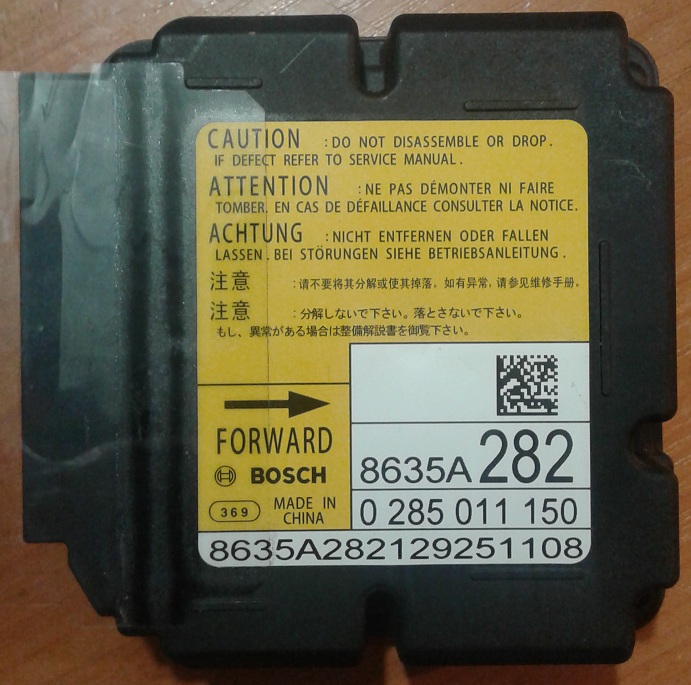 CAUTION : DO NOT DISASSEMBLE OR DROP.
IF DEFECT REFER TO SERVICE MANUAL.
ATTENTION : NE PAS DÉMONTER NI FAIRE
TOMBER. EN CAS DE DÉFAILLANCE CONSULTER LA NOTICE.
ACHTUNG : NICHT ENTFERNEN ODER FALLEN
LASSEN. BEI STÖRUNGEN SIEHE BETRIEBSANLEITUNG.
注意 : 请不要将其分解或使其掉落。如有异常，请参见维修手册。
注意 : 分解しないで下さい。落とさないで下さい。
もし、異常がある場合は整備解説書を御覧下さい。
FORWARD
BOSCH
8635A 282
369 MADE IN CHINA
0 285 011 150
8635A282129251108